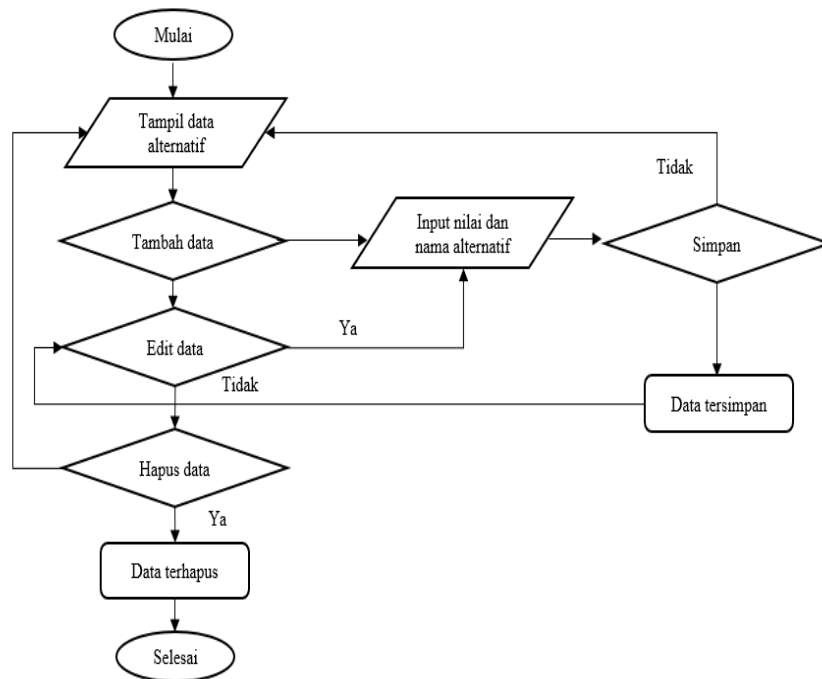 Mulai
Tampil data
alternatif
Tidak
Tambah data
Input nilai dan
nama alternatif
Simpan
Edit data
Ya
Tidak
Data tersimpan
Hapus data
Ya
Data terhapus
Selesai